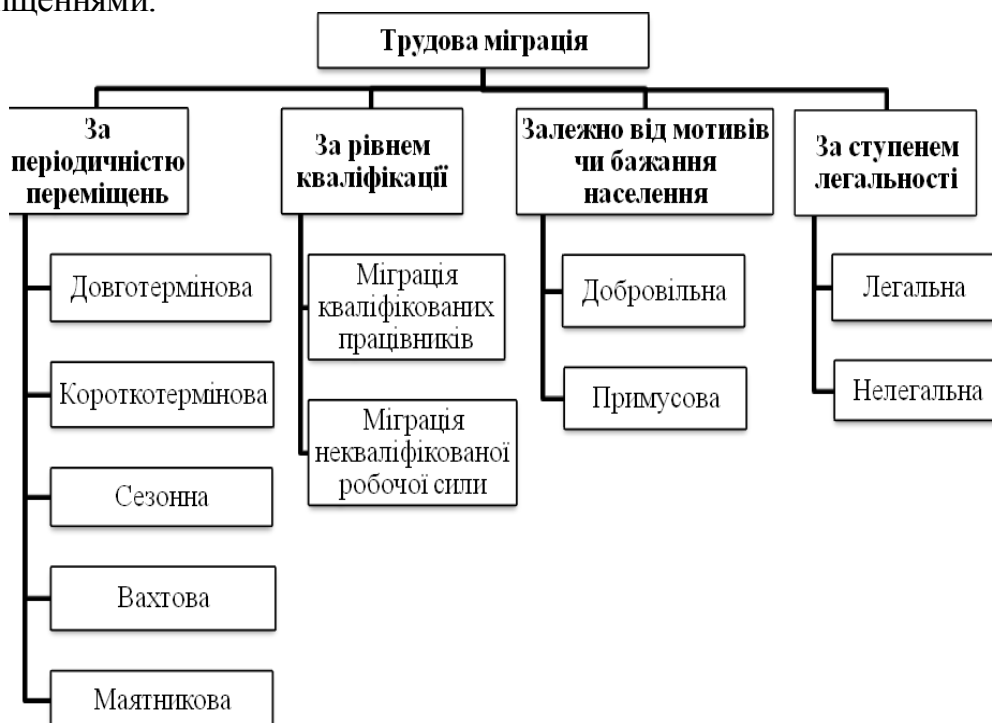 іщеннями.
Трудова міграція
За
періодичністю
переміщень
Довготермінова
Короткотермінова
Сезонна
Вахтова
Маятникова
За рівнем
кваліфікації
Міграція
кваліфікованих
працівників
Міграція
некваліфікованої
робочої сили
Залежно від мотивів
чи бажання
населення
Добровільна
Примусова
За ступенем
легальності
Легальна
Нелегальна